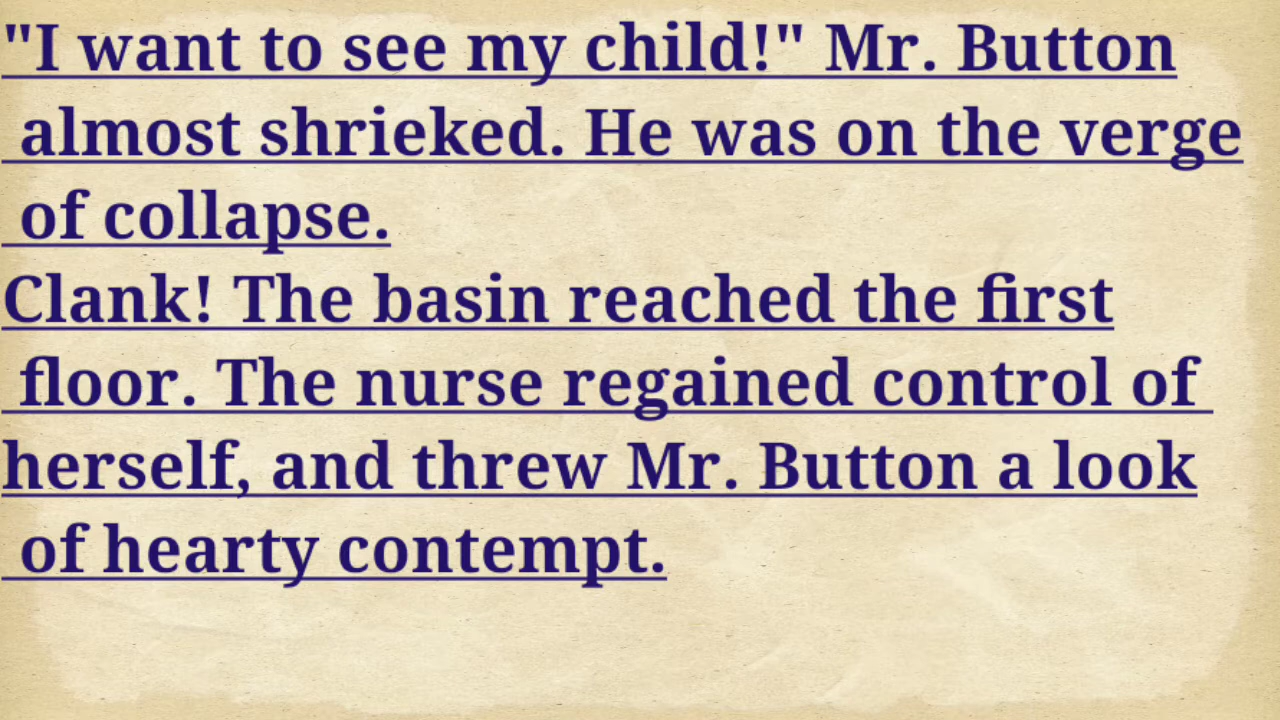 "I want to see my child!" Mr. Button
almost shrieked. He was on the verge
of collapse.
Clank! The basin reached the first
floor. The nurse regained control of
herself, and threw Mr. Button a look
of hearty contempt.